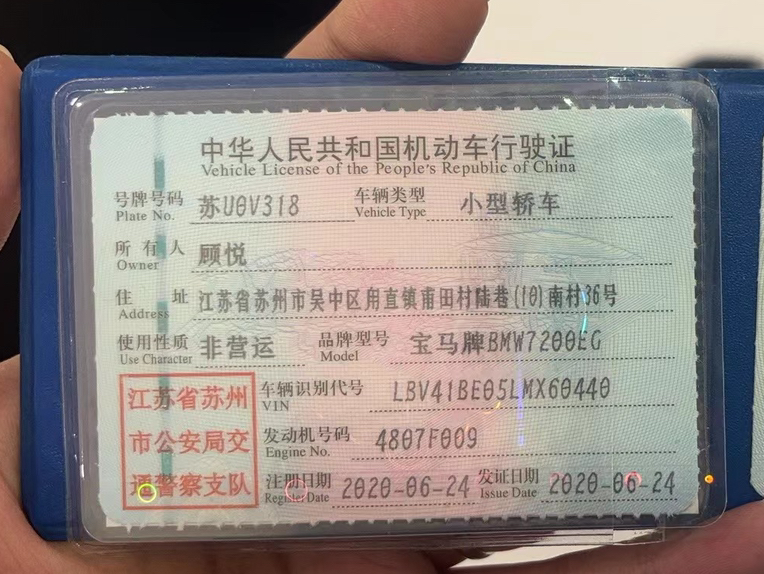 中华人民共和国机动车行驶证
Vehicle License of the People's Republic of China
号牌号码 苏U0V318 车辆类型 小型轿车
Plate No. Vehicle Type
所有人 顾悦
Owner
住址 江苏省苏州市吴中区甪直镇甫田村陆巷(10)南村36号
Address
使用性质 非营运 品牌型号 宝马牌BMW7200EG
Use Character Model
江苏省苏州 车辆识别代号 LBV41BE05LMX60440
VIN
市公安局交 发动机号码 4807F009
Engine No.
通警察支队 注册日期 2020-06-24 发证日期 2020-06-24
Register Date Issue Date